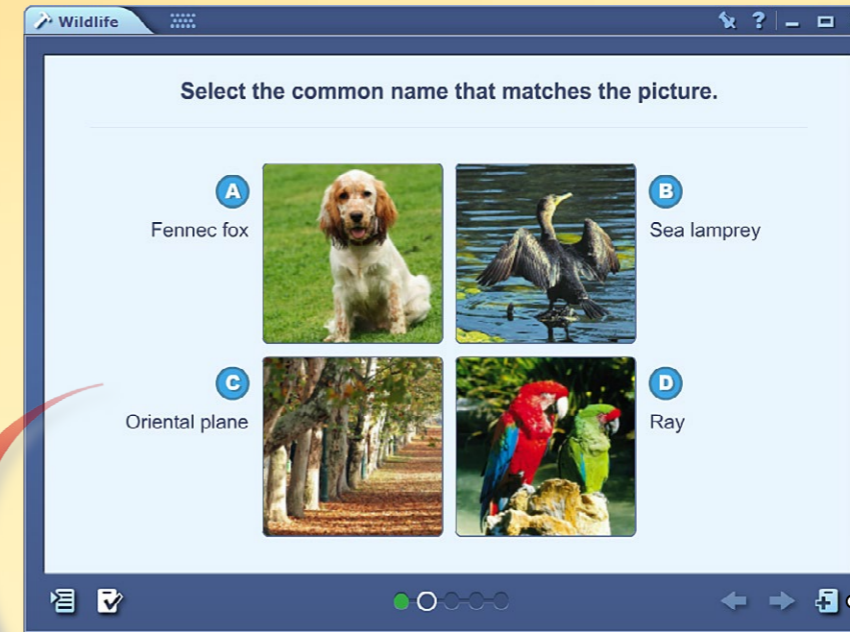 Wildlife
Select the common name that matches the picture.
A
Fennec fox
B
Sea lamprey
C
Oriental plane
D
Ray